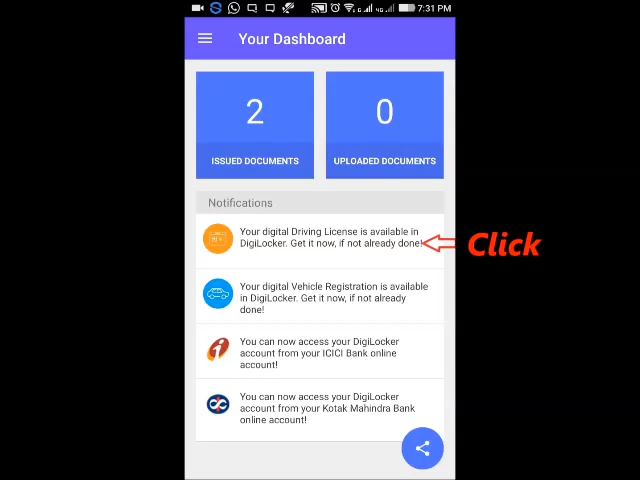 7:31 PM
Your Dashboard
2
0
ISSUED DOCUMENTS
UPLOADED DOCUMENTS
Notifications
Your digital Driving License is available in
DigiLocker. Get it now, if not already done!
Click
Your digital Vehicle Registration is available
in DigiLocker. Get it now, if not already
done!
You can now access your DigiLocker
account from your ICICI Bank online
account!
You can now access your DigiLocker
account from your Kotak Mahindra Bank
online account!